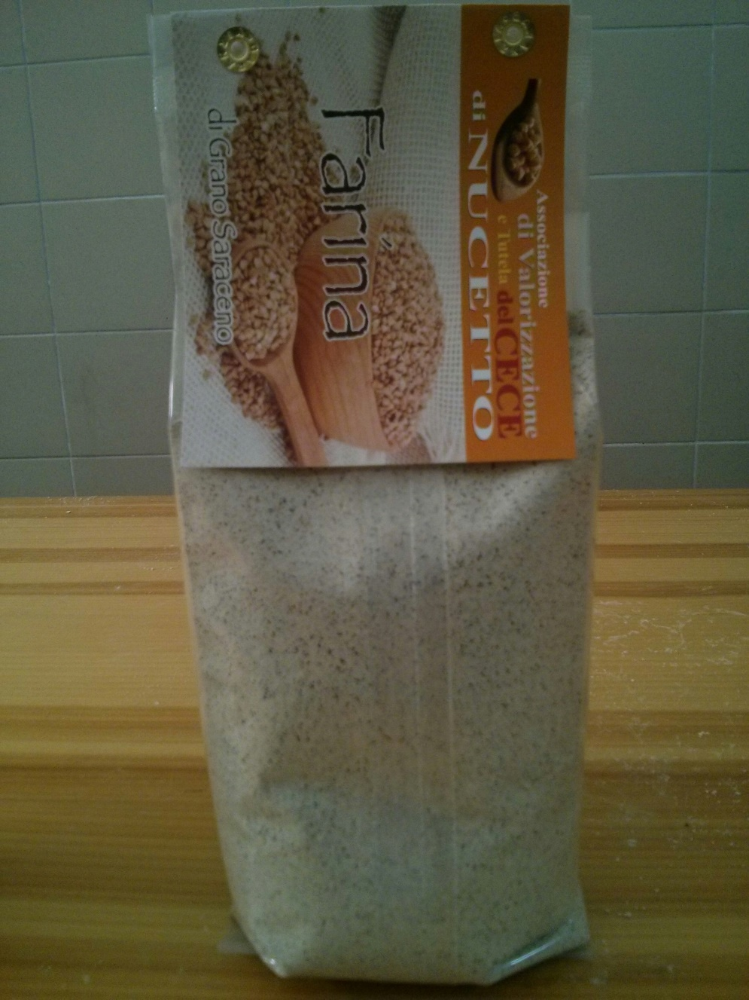 Associazione
di Valorizzazione
e Tutela del CECE
di NUCETTO
Farina
di Grano Saraceno